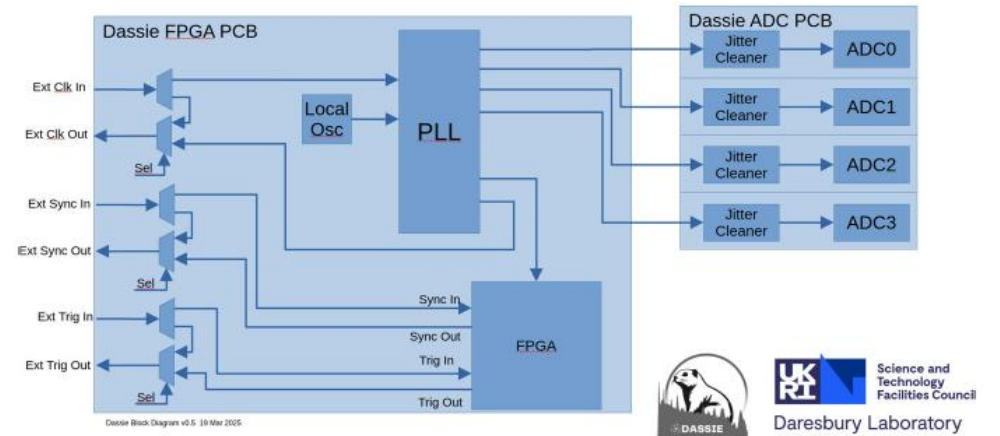 Dassie FPGA PCB
Dassie ADC PCB
Ext Clk In
Ext Clk Out
Sel
Ext Sync In
Ext Sync Out
Sel
Ext Trig In
Ext Trig Out
Sel
Local
Osc
PLL
Jitter
Cleaner
ADC0
Jitter
Cleaner
ADC1
Jitter
Cleaner
ADC2
Jitter
Cleaner
ADC3
Sync In
Sync Out
Trig In
Trig Out
FPGA
Dassie Block Diagram v0.5 19 Mar 2025
DASSIE
UK
RI
Science and
Technology
Facilities Council
Daresbury Laboratory